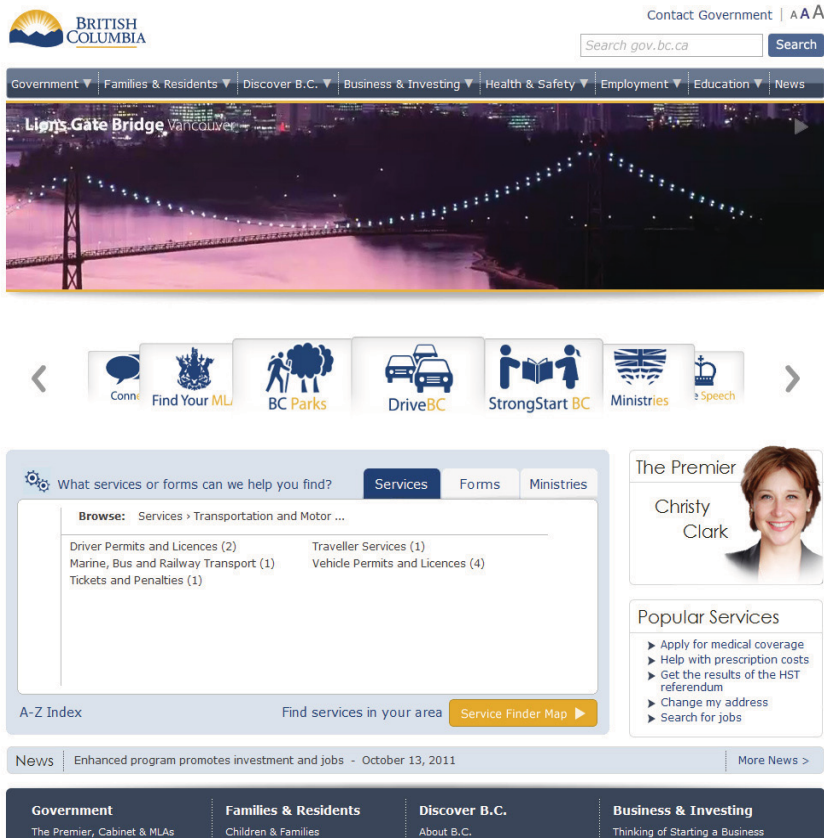 BRITISH
COLUMBIA
Contact Government | A A A
Search gov.bc.ca
Search
Government ▼ Families & Residents ▼ Discover B.C. ▼ Business & Investing ▼ Health & Safety ▼ Employment ▼ Education ▼ News
Lions Gate Bridge Vancouver
Find Your
BC Parks
DriveBC
StrongStart BC
Ministries
Speech
What services or forms can we help you find?
Services
Forms
Ministries
Browse: Services › Transportation and Motor ...
Driver Permits and Licences (2)
Marine, Bus and Railway Transport (1)
Tickets and Penalties (1)
Traveller Services (1)
Vehicle Permits and Licences (4)
A-Z Index
Find services in your area
Service Finder Map
The Premier
Christy
Clark
Popular Services
Apply for medical coverage
Help with prescription costs
Get the results of the HST
referendum
Change my address
Search for jobs
News
Enhanced program promotes investment and jobs - October 13, 2011
More News >
Government
The Premier, Cabinet & MLAs
Families & Residents
Children & Families
Discover B.C.
About B.C.
Business & Investing
Thinking of Starting a Business